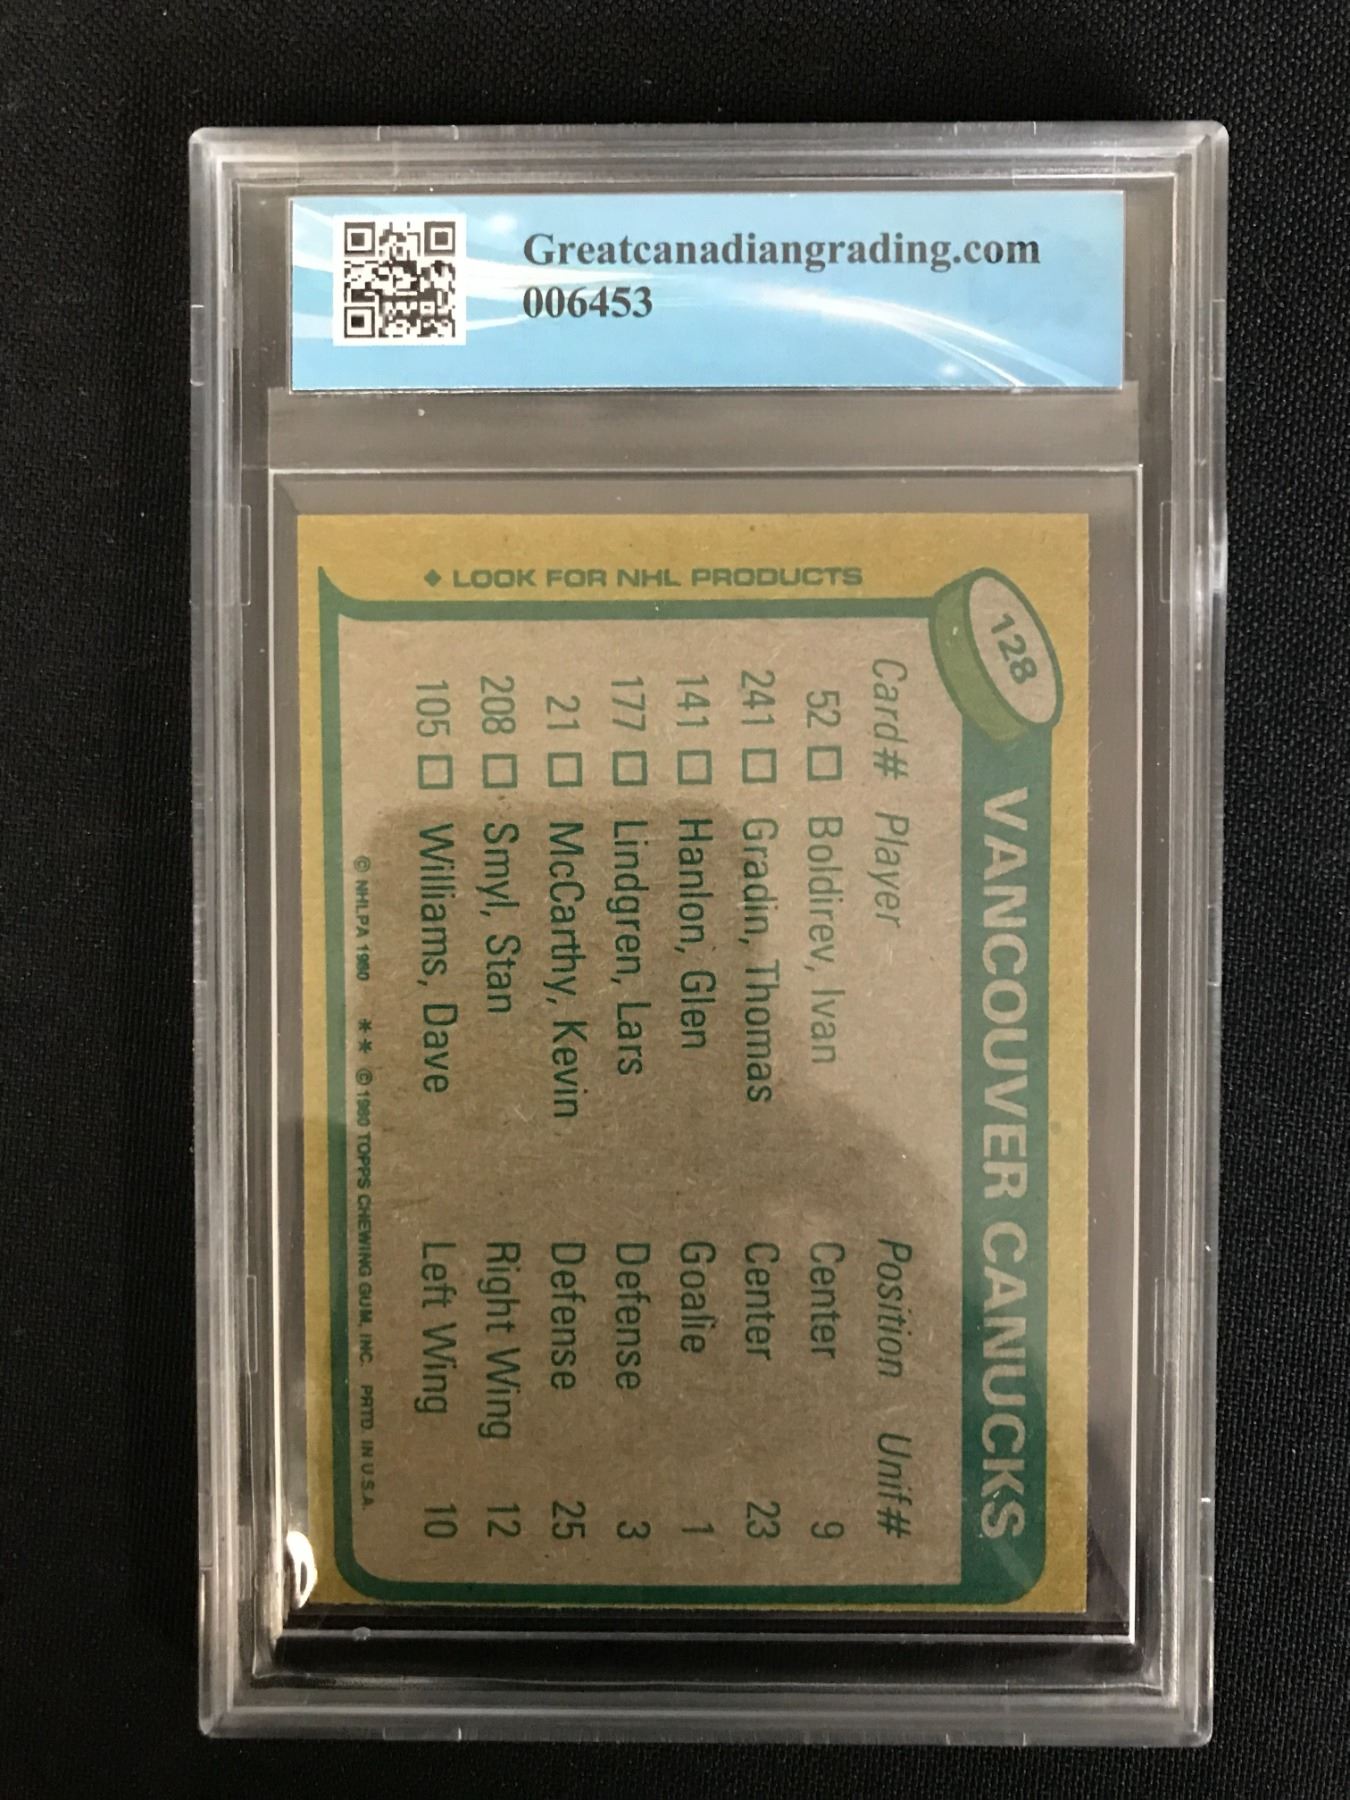 Greatcanadiangrading.com
006453
◆ LOOK FOR NHL PRODUCTS
128
VANCOUVER CANUCKS
Card# Player Position Unif#
52 □ Boldirev, Ivan Center 9
241 □ Gradin, Thomas Center 23
141 □ Hanlon, Glen Goalie 1
177 □ Lindgren, Lars Defense 3
21 □ McCarthy, Kevin Defense 25
208 □ Smyl, Stan Right Wing 12
105 □ Williams, Dave Left Wing 10
© NHLPA 1980 ** © 1980 TOPPS CHEWING GUM, INC. PRTD. IN U.S.A.